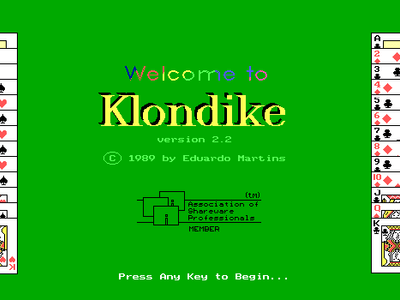 Welcome to
Klondike
version 2.2
© 1989 by Eduardo Martins
(tm)
Association of
Shareware
Professionals
MEMBER
Press Any Key to Begin...
A
2
3
4
5
6
7
8
9
10
J
Q
K
K